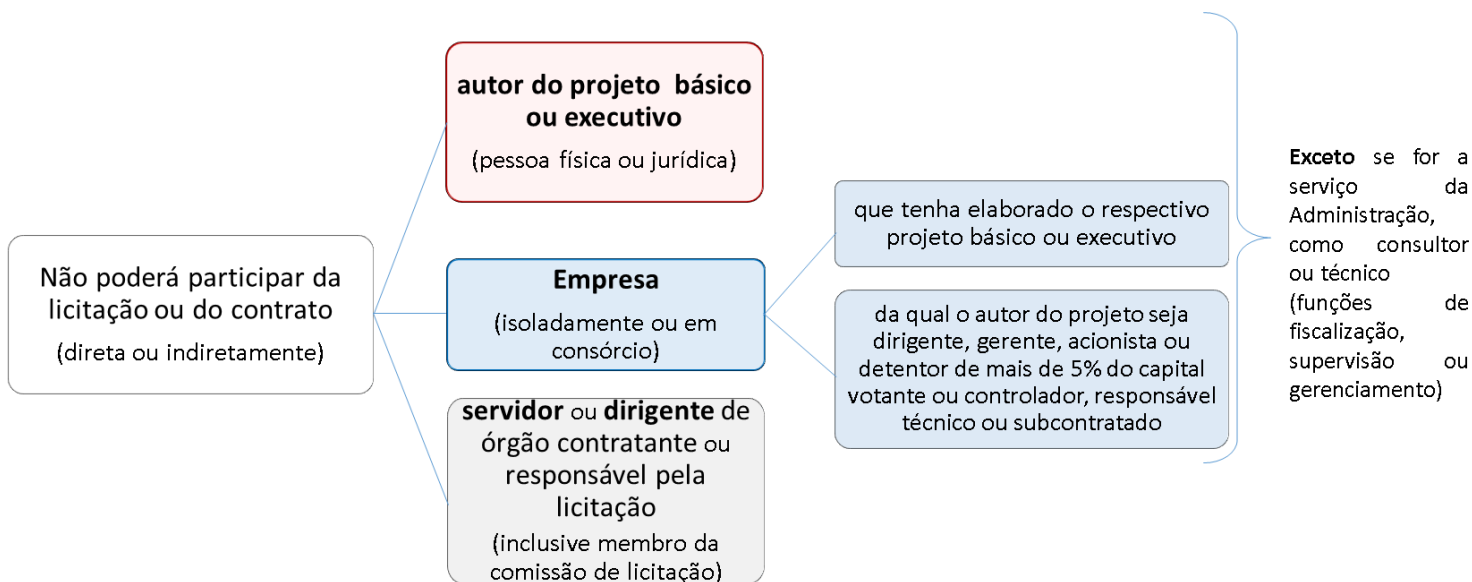 Não poderá participar da
licitação ou do contrato
(direta ou indiretamente)
autor do projeto básico
ou executivo
(pessoa física ou jurídica)
Empresa
(isoladamente ou em
consórcio)
servidor ou dirigente de
órgão contratante ou
responsável pela
licitação
(inclusive membro da
comissão de licitação)
que tenha elaborado o respectivo
projeto básico ou executivo
da qual o autor do projeto seja
dirigente, gerente, acionista ou
detentor de mais de 5% do capital
votante ou controlador, responsável
técnico ou subcontratado
Exceto se for a
serviço da
Administração,
como consultor
ou técnico
(funções de
fiscalização,
supervisão ou
gerenciamento)